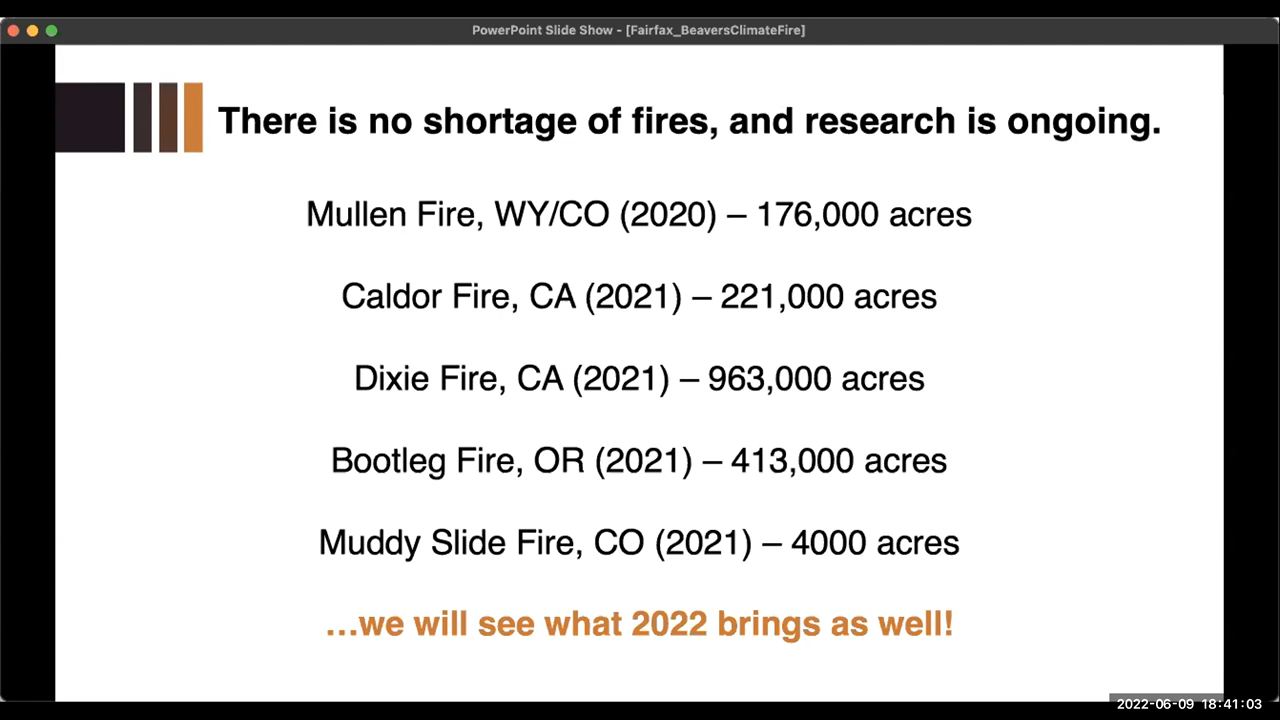 PowerPoint Slide Show - [Fairfax_BeaversClimateFire]
There is no shortage of fires, and research is ongoing.
Mullen Fire, WY/CO (2020) – 176,000 acres
Caldor Fire, CA (2021) – 221,000 acres
Dixie Fire, CA (2021) – 963,000 acres
Bootleg Fire, OR (2021) – 413,000 acres
Muddy Slide Fire, CO (2021) – 4000 acres
...we will see what 2022 brings as well!
2022-06-09 18:41:03